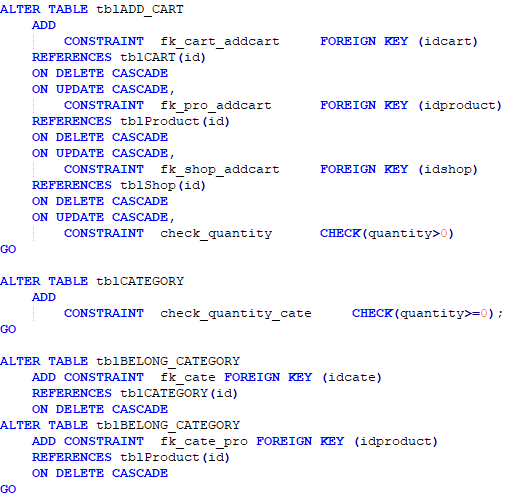 ALTER TABLE tblADD_CART
ADD
CONSTRAINT fk_cart_addcart FOREIGN KEY (idcart)
REFERENCES tblCART(id)
ON DELETE CASCADE
ON UPDATE CASCADE,
CONSTRAINT fk_pro_addcart FOREIGN KEY (idproduct)
REFERENCES tblProduct(id)
ON DELETE CASCADE
ON UPDATE CASCADE,
CONSTRAINT fk_shop_addcart FOREIGN KEY (idshop)
REFERENCES tblShop(id)
ON DELETE CASCADE
ON UPDATE CASCADE,
CONSTRAINT check_quantity CHECK(quantity>0)
GO
ALTER TABLE tblCATEGORY
ADD
CONSTRAINT check_quantity_cate CHECK(quantity>=0);
GO
ALTER TABLE tblBELONG_CATEGORY
ADD CONSTRAINT fk_cate FOREIGN KEY (idcate)
REFERENCES tblCATEGORY(id)
ON DELETE CASCADE
ALTER TABLE tblBELONG_CATEGORY
ADD CONSTRAINT fk_cate_pro FOREIGN KEY (idproduct)
REFERENCES tblProduct(id)
ON DELETE CASCADE
GO